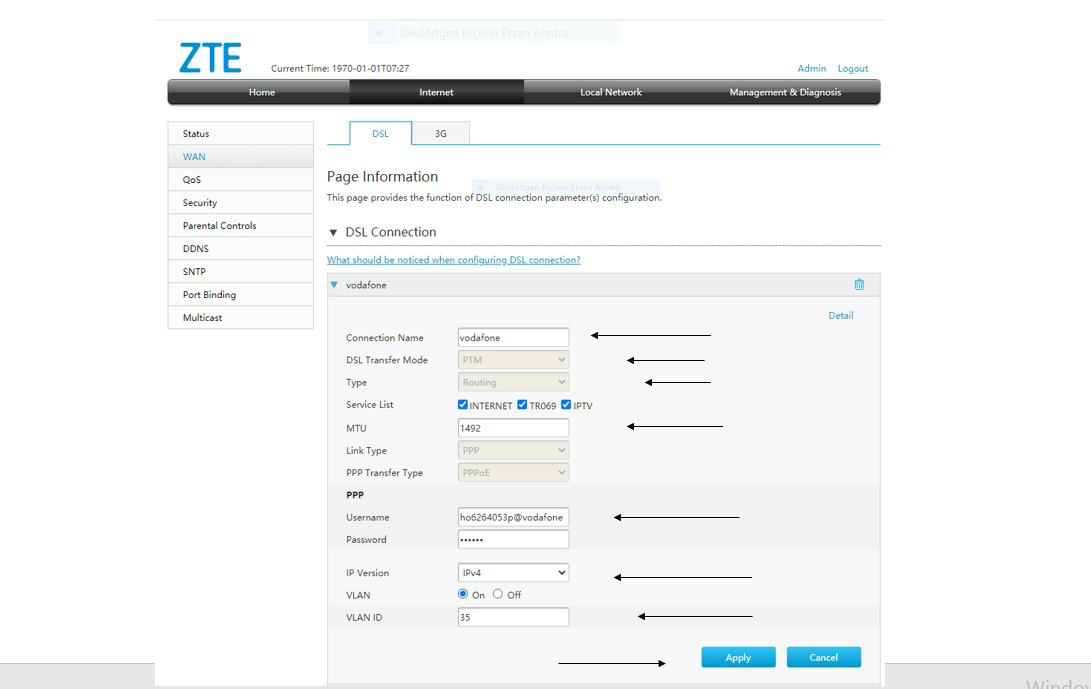 Dikdörtgen Biçimli Ekran Alıntısı
ZTE
Current Time: 1970-01-01T07:27
Admin Logout
Home Internet Local Network Management & Diagnosis
Status
WAN
QoS
Security
Parental Controls
DDNS
SNTP
Port Binding
Multicast
DSL 3G
Page Information
Dikdörtgen Biçimli Ekran Alıntısı
This page provides the function of DSL connection parameter(s) configuration.
DSL Connection
What should be noticed when configuring DSL connection?
vodafone
Detail
Connection Name vodafone
DSL Transfer Mode PTM
Type Routing
Service List INTERNET TR069 IPTV
MTU 1492
Link Type PPP
PPP Transfer Type PPPoE
PPP
Username ho6264053p@vodafone
Password ••••••
IP Version IPv4
VLAN On Off
VLAN ID 35
Apply Cancel